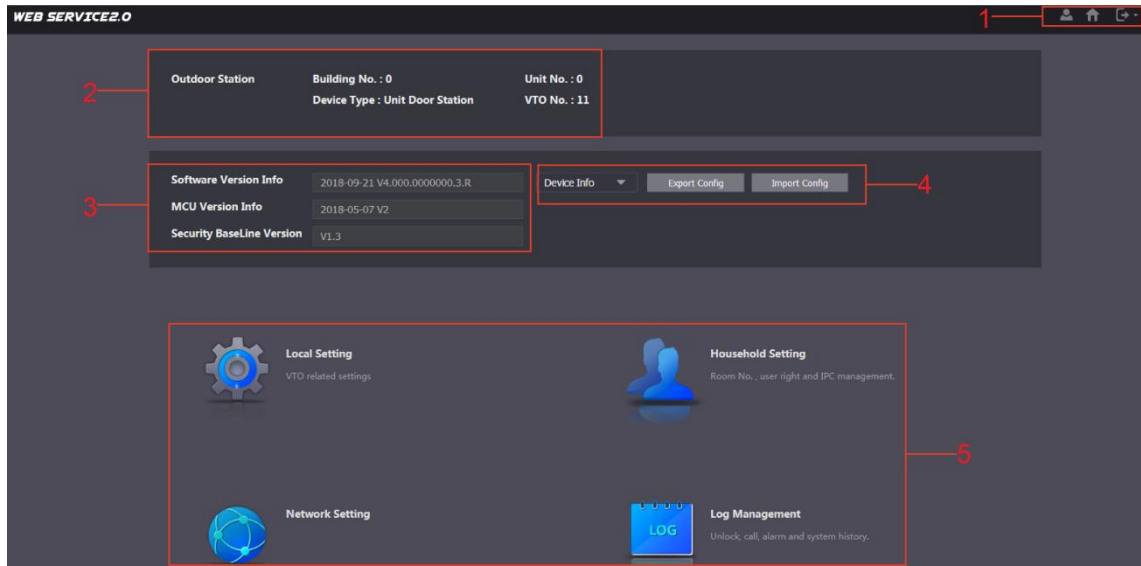 WEB SERVICE2.0
1
2
Outdoor Station Building No. : 0 Unit No. : 0
Device Type : Unit Door Station VTO No. : 11
3
Software Version Info 2018-09-21 V4.000.0000000.3.R Device Info Export Config Import Config
4
MCU Version Info 2018-05-07 V2
Security BaseLine Version V1.3
Local Setting
VTO related settings
Household Setting
Room No. , user right and IPC management.
5
Network Setting
LOG
Log Management
Unlock, call, alarm and system history.